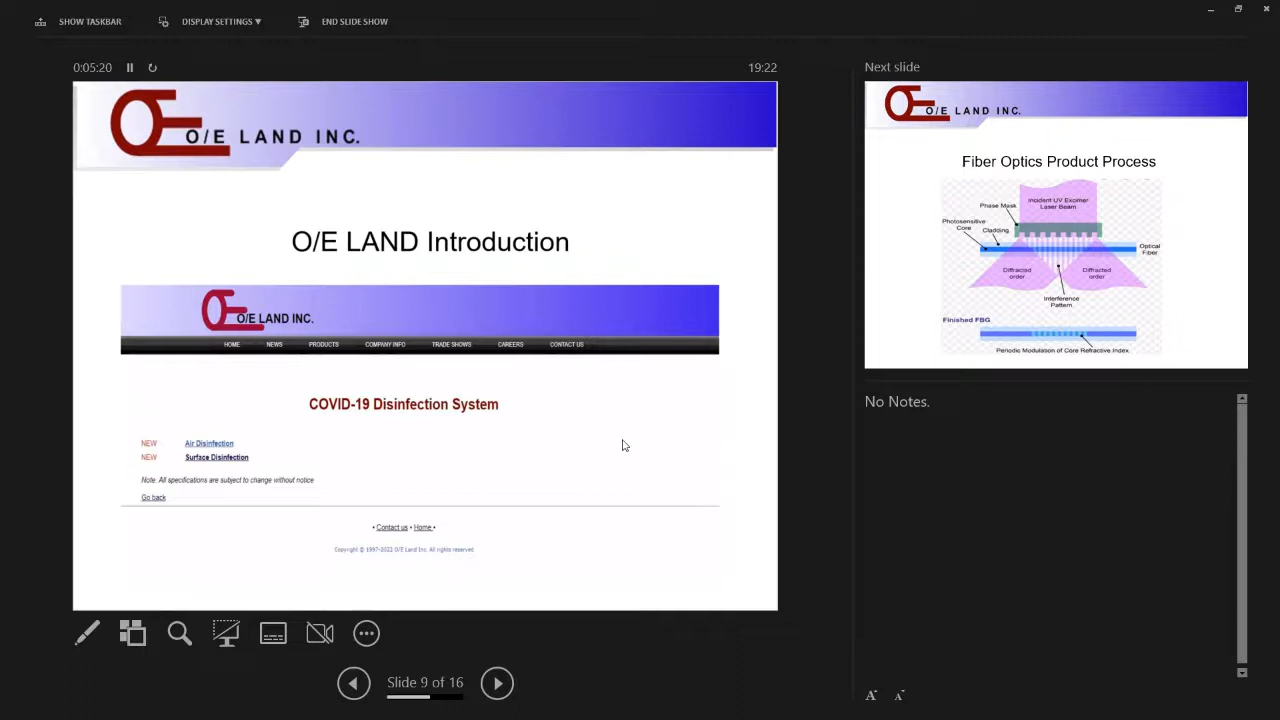 SHOW TASKBAR
DISPLAY SETTINGS ▼
END SLIDE SHOW
0:05:20
19:22
O/E LAND INC.
O/E LAND Introduction
O/E LAND INC.
HOME NEWS PRODUCTS COMPANY INFO TRADE SHOWS CAREERS CONTACT US
COVID-19 Disinfection System
NEW Air Disinfection
NEW Surface Disinfection
Note: All specifications are subject to change without notice
Go back
• Contact us • Home •
Copyright © 1997-2022 O/E Land Inc. All rights reserved
Slide 9 of 16
Next slide
O/E LAND INC.
Fiber Optics Product Process
Incident UV Excimer
Laser Beam
Phase Mask
Photosensitive
Core
Cladding
Optical
Fiber
Diffracted
order
Diffracted
order
Interference
Pattern
Finished FBG
Periodic Modulation of Core Refractive Index
No Notes.
A A